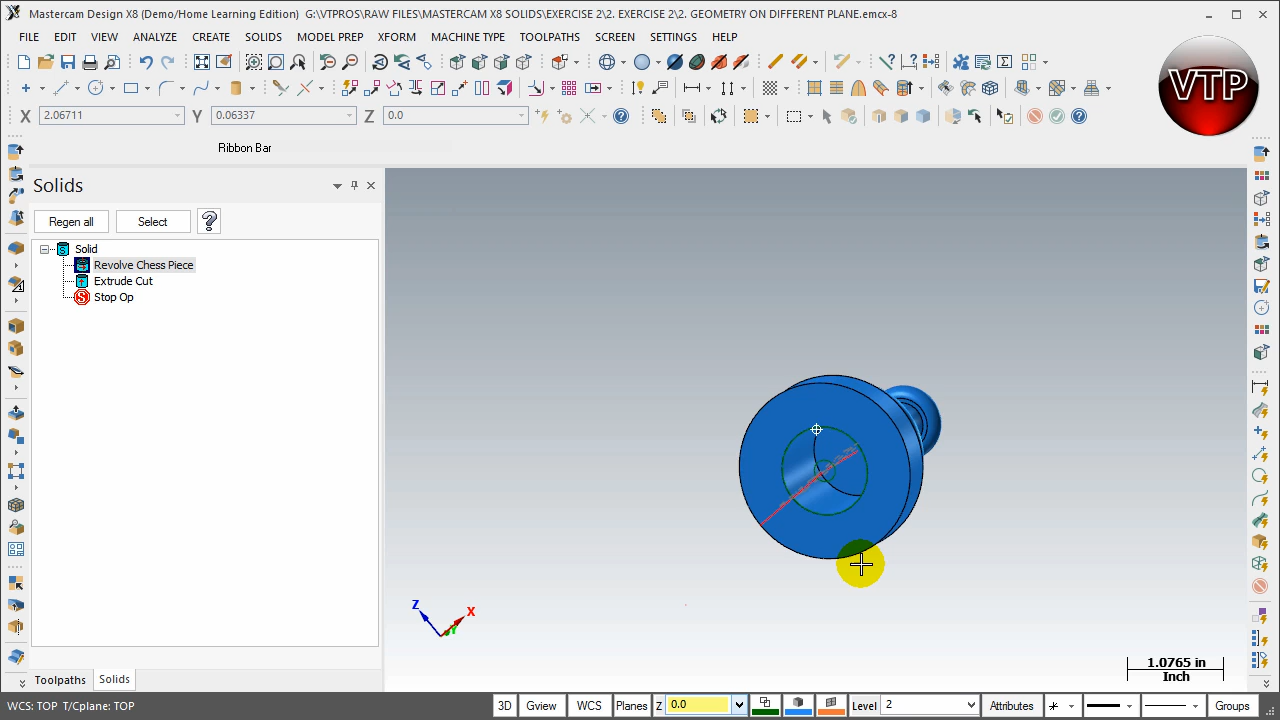 Mastercam Design X8 (Demo/Home Learning Edition) G:\VTPROS\RAW FILES\MASTERCAM X8 SOLIDS\EXERCISE 2\2. EXERCISE 2\2. GEOMETRY ON DIFFERENT PLANE.emcx-8
FILE EDIT VIEW ANALYZE CREATE SOLIDS MODEL PREP XFORM MACHINE TYPE TOOLPATHS SCREEN SETTINGS HELP
VTP
X 2.06711 Y 0.06337 Z 0.0
Ribbon Bar
Solids
Regen all Select ?
Solid
Revolve Chess Piece
Extrude Cut
Stop Op
Z X Y
1.0765 in
Inch
Toolpaths Solids
WCS: TOP T/Cplane: TOP 3D Gview WCS Planes Z 0.0 Level 2 Attributes Groups